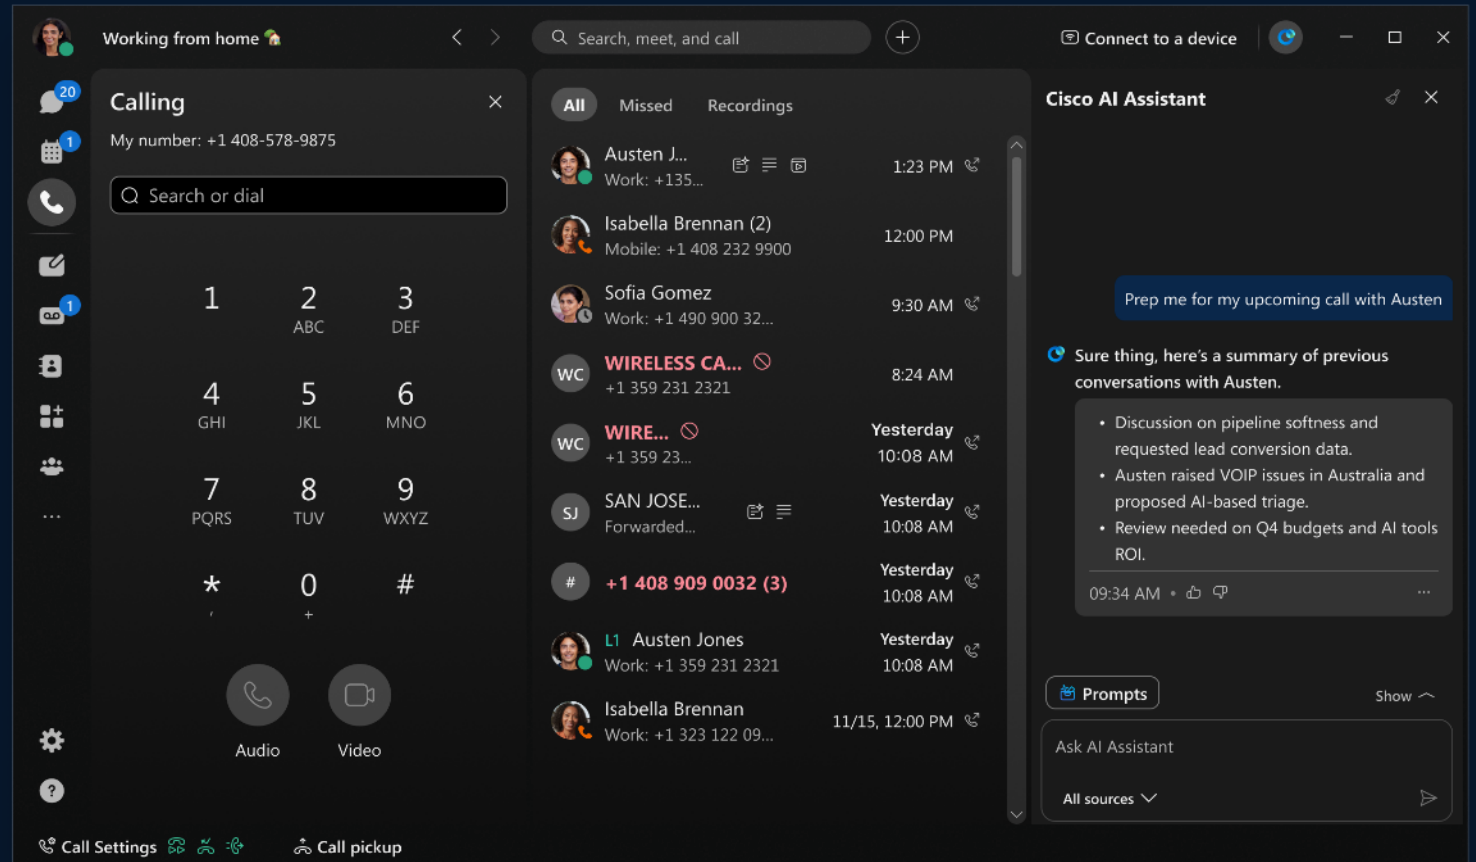 Working from home
Search, meet, and call
Connect to a device
20
1
1
Calling
My number: +1 408-578-9875
Search or dial
1
2
ABC
3
DEF
4
GHI
5
JKL
6
MNO
7
PQRS
8
TUV
9
WXYZ
*
,
0
+
#
Audio
Video
Call Settings
Call pickup
All
Missed
Recordings
Austen J...
Work: +135...
1:23 PM
Isabella Brennan (2)
Mobile: +1 408 232 9900
12:00 PM
Sofia Gomez
Work: +1 490 900 32...
9:30 AM
WC
WIRELESS CA...
+1 359 231 2321
8:24 AM
WC
WIRE...
+1 359 23...
Yesterday
10:08 AM
SJ
SAN JOSE...
Forwarded...
Yesterday
10:08 AM
#
+1 408 909 0032 (3)
Yesterday
10:08 AM
L1 Austen Jones
Work: +1 359 231 2321
Yesterday
10:08 AM
Isabella Brennan
Work: +1 323 122 09...
11/15, 12:00 PM
Cisco AI Assistant
Prep me for my upcoming call with Austen
Sure thing, here's a summary of previous
conversations with Austen.
• Discussion on pipeline softness and
requested lead conversion data.
• Austen raised VOIP issues in Australia and
proposed AI-based triage.
• Review needed on Q4 budgets and AI tools
ROI.
09:34 AM •
...
Prompts
Show
Ask AI Assistant
All sources